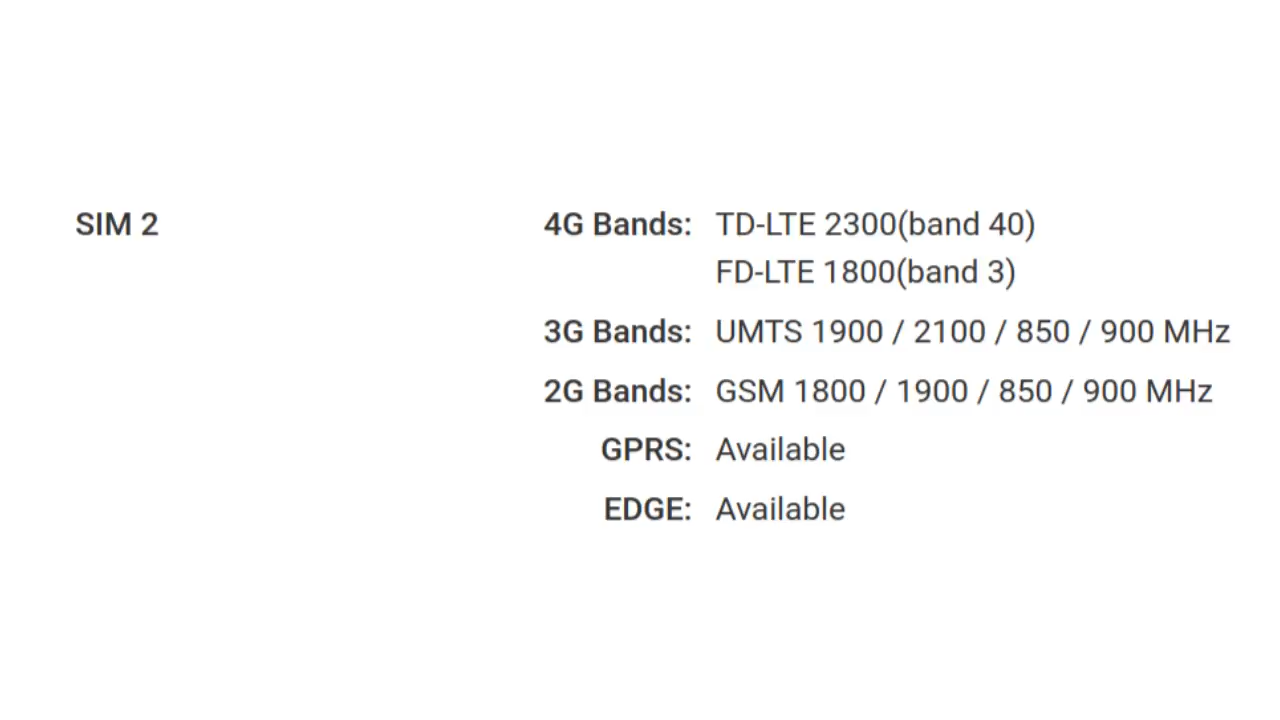 SIM 2 4G Bands: TD-LTE 2300(band 40)
FD-LTE 1800(band 3)
3G Bands: UMTS 1900 / 2100 / 850 / 900 MHz
2G Bands: GSM 1800 / 1900 / 850 / 900 MHz
GPRS: Available
EDGE: Available